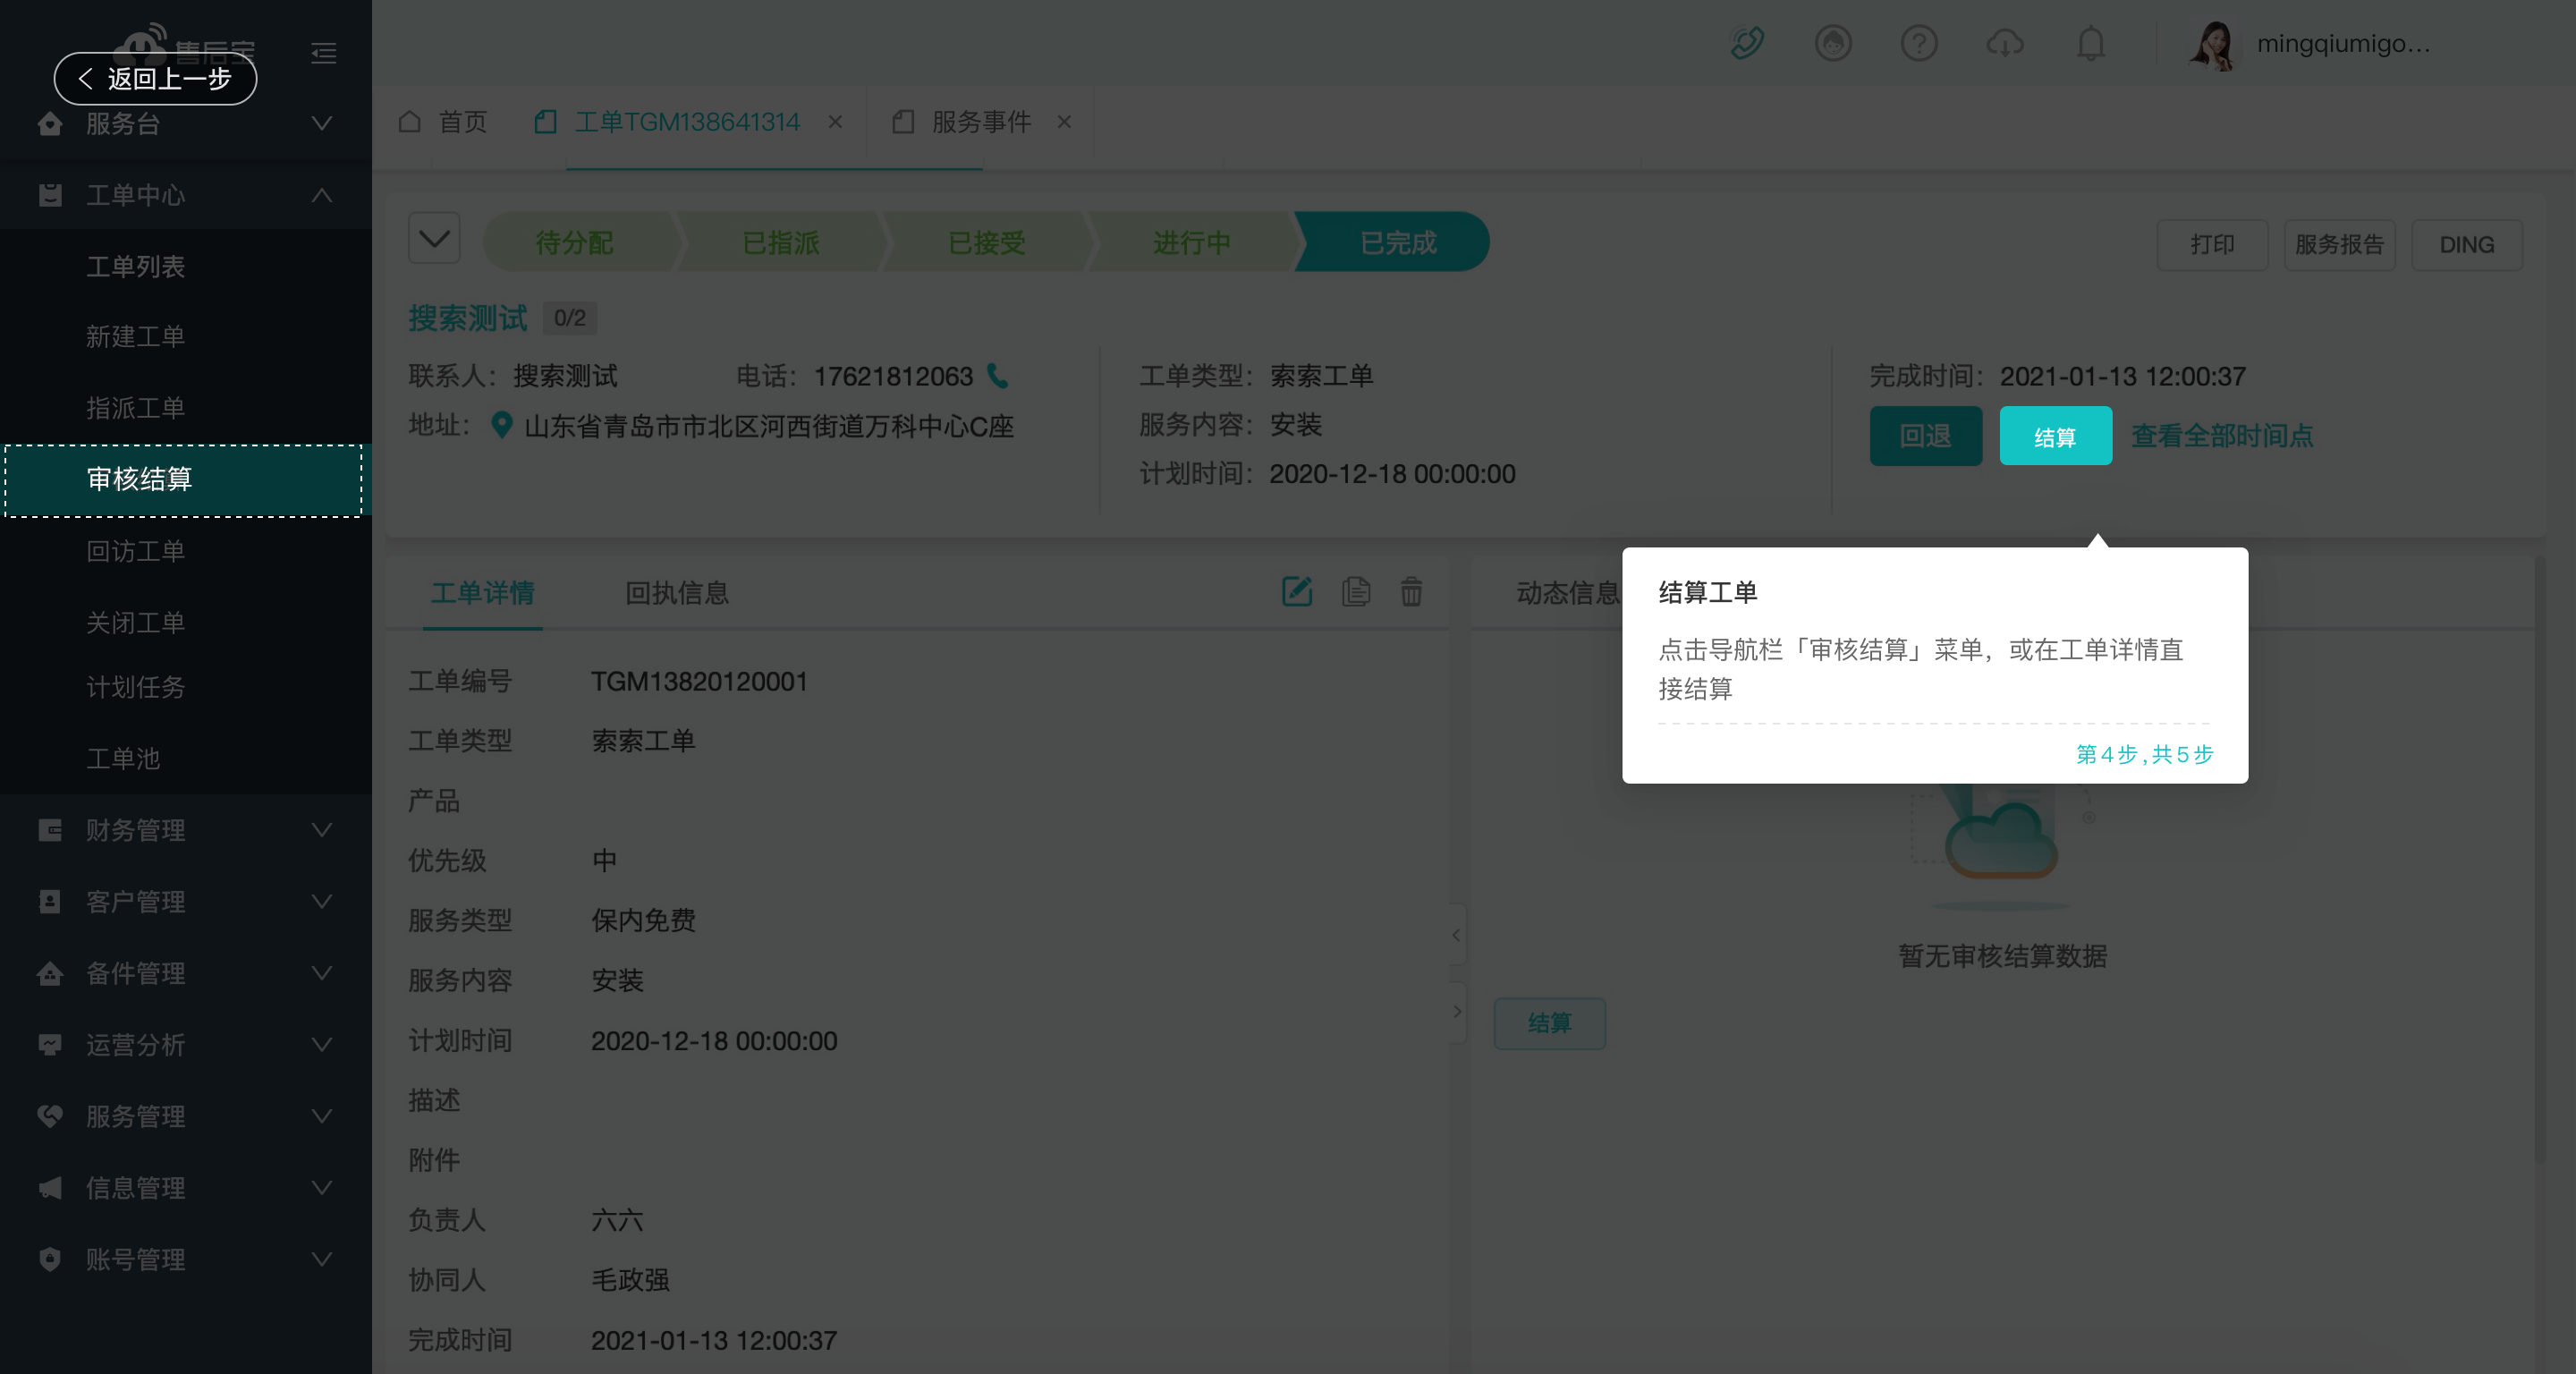 售后宝
返回上一步
服务台
工单中心
工单列表
新建工单
指派工单
审核结算
回访工单
关闭工单
计划任务
工单池
财务管理
客户管理
备件管理
运营分析
服务管理
信息管理
账号管理
mingqiumigo...
首页 工单TGM138641314 服务事件
待分配 已指派 已接受 进行中 已完成
打印 服务报告 DING
搜索测试 0/2
联系人：搜索测试 电话：17621812063
地址：山东省青岛市市北区河西街道万科中心C座
工单类型：索索工单
服务内容：安装
计划时间：2020-12-18 00:00:00
完成时间：2021-01-13 12:00:37
回退 结算 查看全部时间点
工单详情 回执信息
工单编号 TGM13820120001
工单类型 索索工单
产品
优先级 中
服务类型 保内免费
服务内容 安装
计划时间 2020-12-18 00:00:00
描述
附件
负责人 六六
协同人 毛政强
完成时间 2021-01-13 12:00:37
动态信息
结算工单
点击导航栏「审核结算」菜单，或在工单详情直
接结算
第4步,共5步
暂无审核结算数据
结算